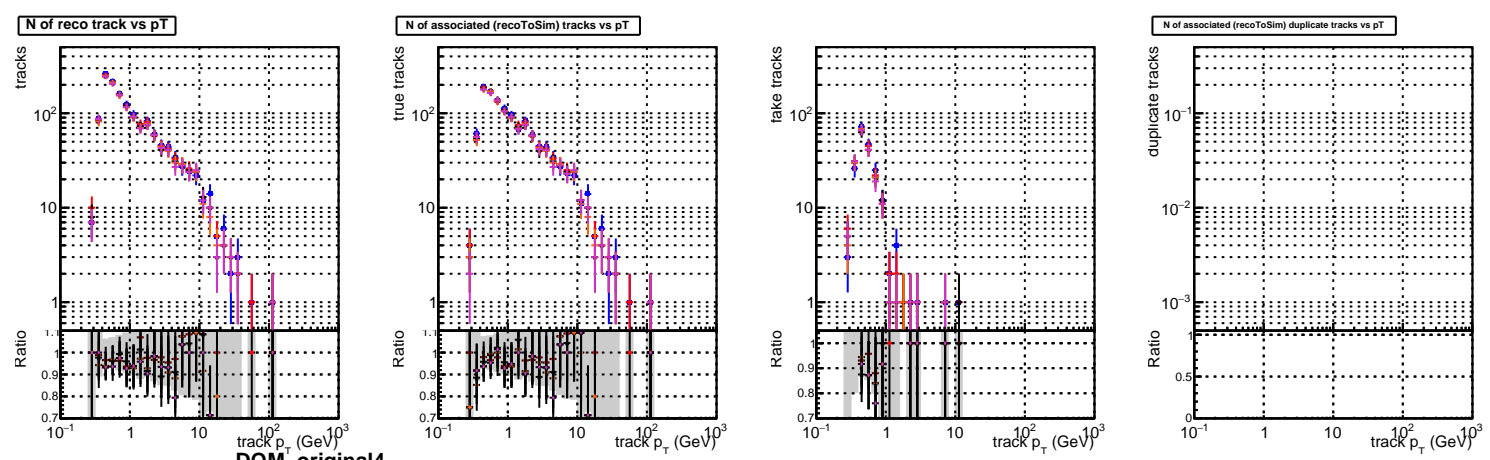 N of reco track vs pT
tracks
10²
10
1
Ratio
1.1
1
0.9
0.8
0.7
10⁻¹ 1 10 10² 10³
track p_T (GeV)
N of associated (recoToSim) tracks vs pT
true tracks
10²
10
1
Ratio
1.1
1
0.9
0.8
0.7
10⁻¹ 1 10 10² 10³
track p_T (GeV)
fake tracks
10²
10
1
Ratio
1
0.9
0.8
0.7
10⁻¹ 1 10 10² 10³
track p_T (GeV)
N of associated (recoToSim) duplicate tracks vs pT
duplicate tracks
10⁻¹
10⁻²
10⁻³
Ratio
1
0.5
0
10⁻¹ 1 10 10² 10³
track p_T (GeV)
DQM_original4